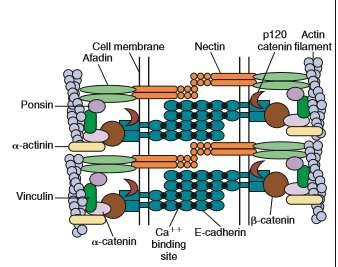 p120 Actin
Cell membrane Nectin catenin filament
Afadin
Ponsin
α-actinin
Vinculin
α-catenin
Ca++
binding
site
E-cadherin
β-catenin